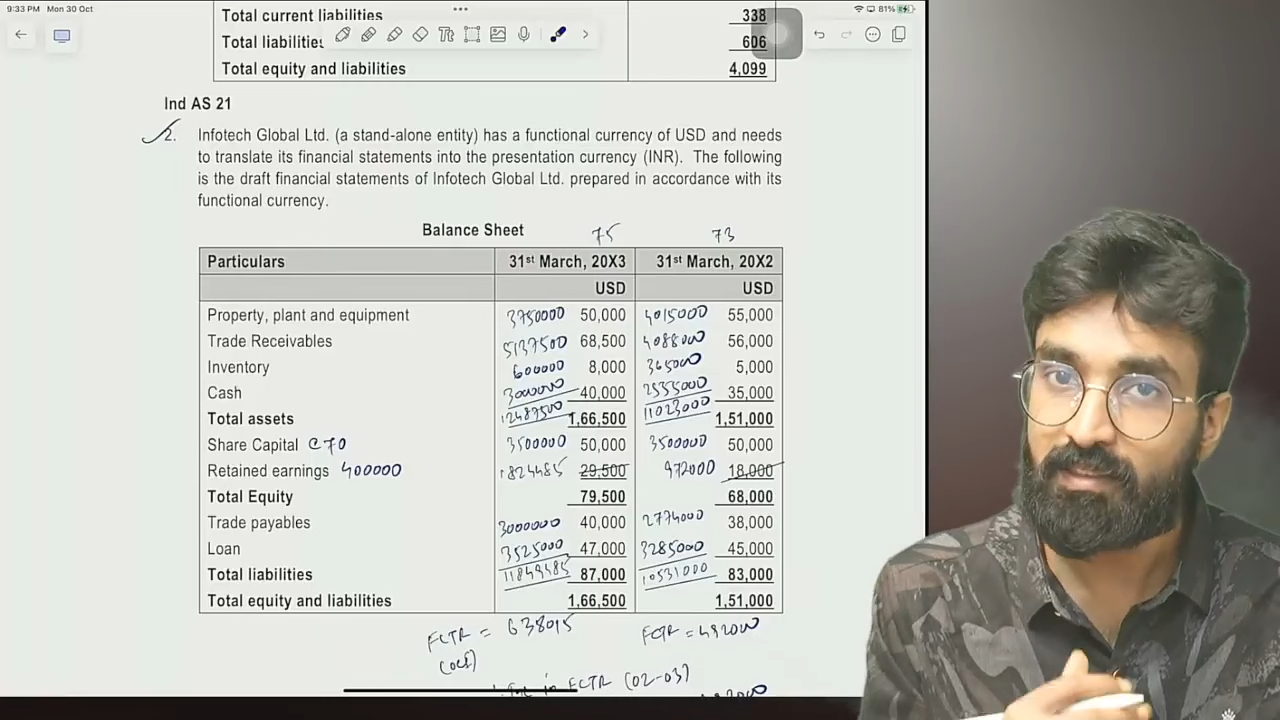 9:33 PM Mon 30 Oct 81%
Total current liabilities 338
Total liabilities 606
Total equity and liabilities 4,099
Ind AS 21
2. Infotech Global Ltd. (a stand-alone entity) has a functional currency of USD and needs
to translate its financial statements into the presentation currency (INR). The following
is the draft financial statements of Infotech Global Ltd. prepared in accordance with its
functional currency.
Balance Sheet 75 73
Particulars 31st March, 20X3 31st March, 20X2
USD USD
Property, plant and equipment 3750000 50,000 4015000 55,000
Trade Receivables 5137500 68,500 4088000 56,000
Inventory 600000 8,000 365000 5,000
Cash 3000000 40,000 2555000 35,000
Total assets 12487500 1,66,500 11023000 1,51,000
Share Capital @70 3500000 50,000 3500000 50,000
Retained earnings 400000 1824485 29,500 972000 18,000
Total Equity 79,500 68,000
Trade payables 3000000 40,000 2774000 38,000
Loan 3525000 47,000 3285000 45,000
Total liabilities 11849485 87,000 10531000 83,000
Total equity and liabilities 1,66,500 1,51,000
FCTR = 638015 FCTR = 492000
(OCI)
in FCTR (02-03)
492000